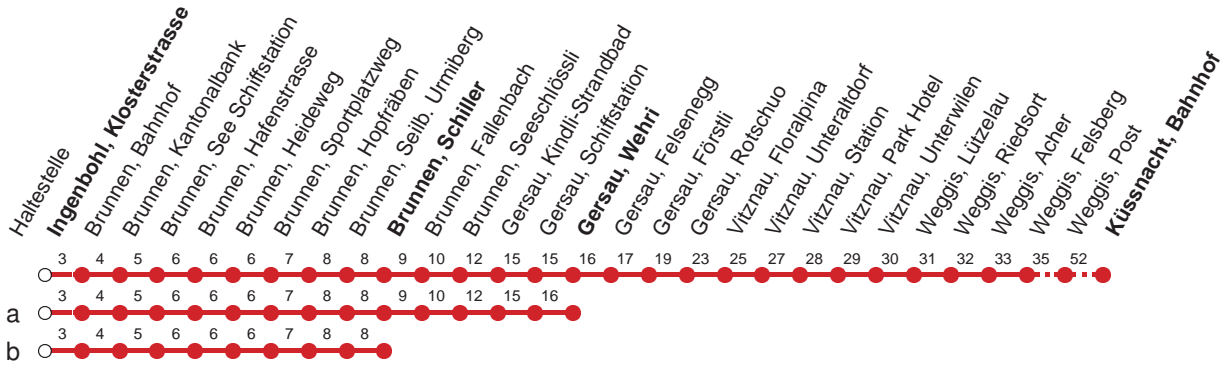 Haltestelle
Ingenbohl, Klosterstrasse
Brunnen, Bahnhof
Brunnen, Kantonalbank
Brunnen, See Schiffstation
Brunnen, Hafenstrasse
Brunnen, Heideweg
Brunnen, Sportplatzweg
Brunnen, Hopfräben
Brunnen, Seilb. Urmiberg
Brunnen, Schiller
Brunnen, Fallenbach
Brunnen, Seeschlössli
Gersau, Kindli-Strandbad
Gersau, Schiffstation
Gersau, Wehri
Gersau, Felsenegg
Gersau, Förstli
Gersau, Rotschuo
Vitznau, Floralpina
Vitznau, Unteraltdorf
Vitznau, Station
Vitznau, Park Hotel
Vitznau, Unterwilen
Weggis, Lützelau
Weggis, Riedsort
Weggis, Acher
Weggis, Felsberg
Weggis, Post
Küssnacht, Bahnhof
3 4 5 6 6 6 7 8 8 9 10 12 15 15 16 17 19 23 25 27 28 29 30 31 32 33 35 52
a 3 4 5 6 6 6 7 8 8 9 10 12 15 16
b 3 4 5 6 6 6 7 8 8